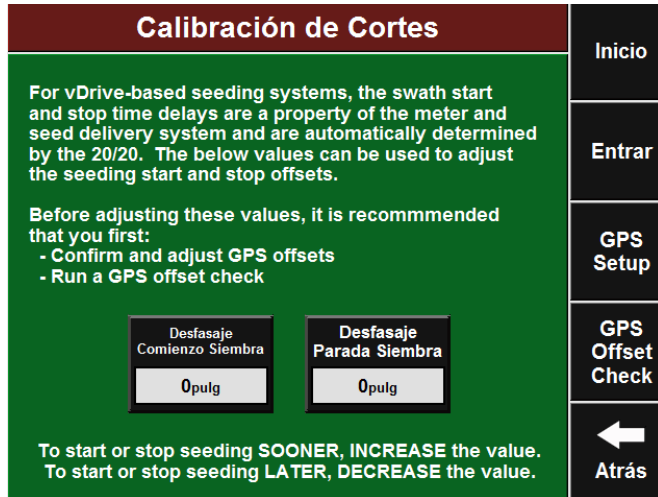 Calibración de Cortes
For vDrive-based seeding systems, the swath start
and stop time delays are a property of the meter and
seed delivery system and are automatically determined
by the 20/20. The below values can be used to adjust
the seeding start and stop offsets.
Before adjusting these values, it is recommmended
that you first:
- Confirm and adjust GPS offsets
- Run a GPS offset check
Desfasaje
Comienzo Siembra
0pulg
Desfasaje
Parada Siembra
0pulg
To start or stop seeding SOONER, INCREASE the value.
To start or stop seeding LATER, DECREASE the value.
Inicio
Entrar
GPS
Setup
GPS
Offset
Check
Atrás